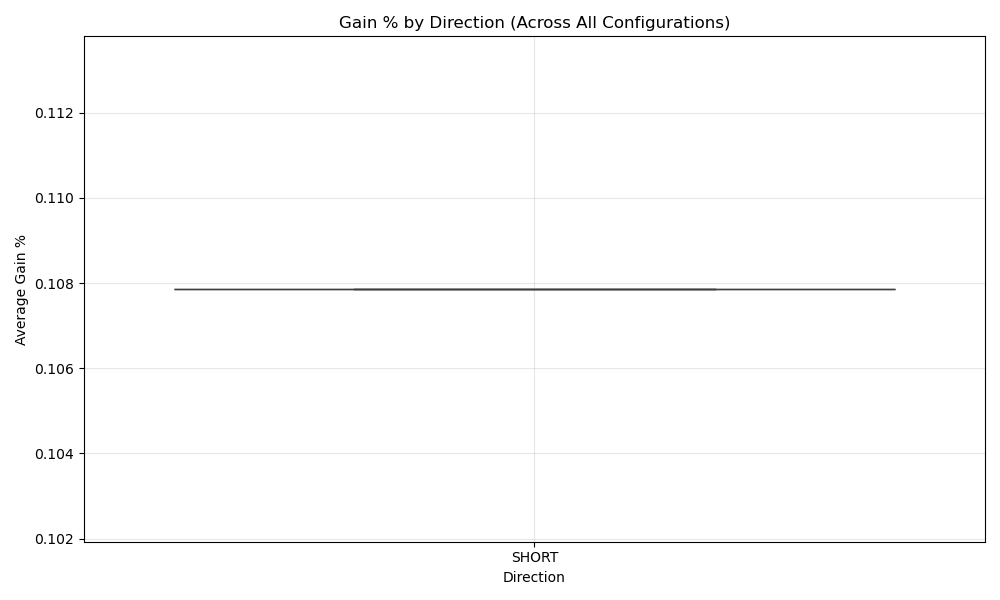 Gain % by Direction (Across All Configurations)
0.112
0.110
0.108
0.106
0.104
0.102
Average Gain %
SHORT
Direction